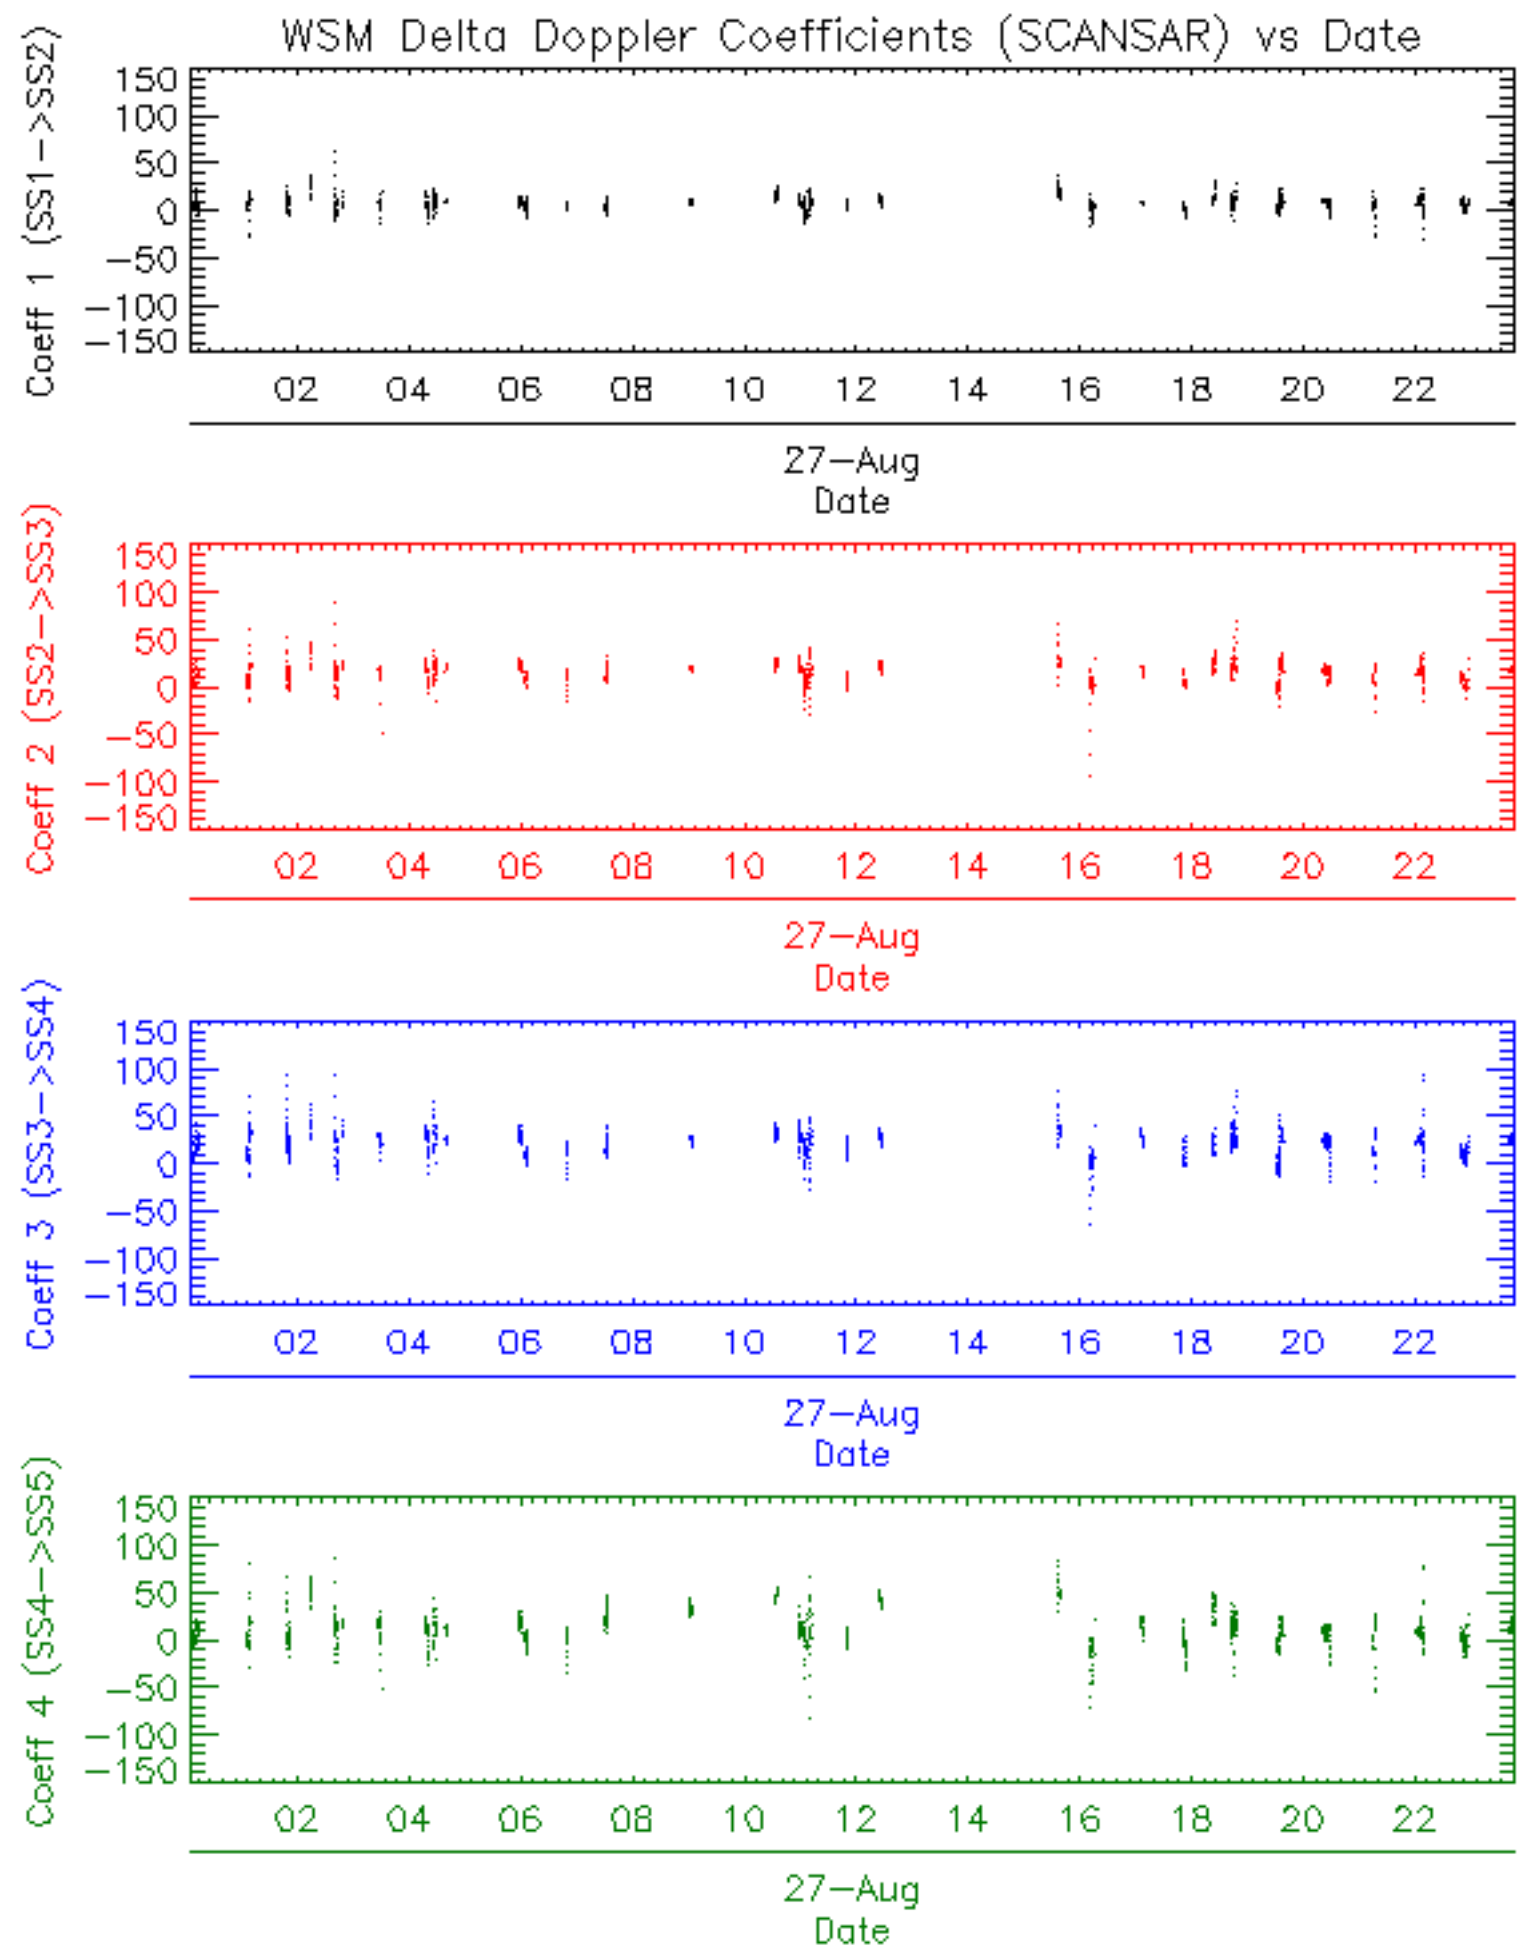 WSM Delta Doppler Coefficients (SCANSAR) vs Date
Coeff 1 (SS1->SS2)
150
100
50
0
-50
-100
-150
02 04 06 08 10 12 14 16 18 20 22
27-Aug
Date
Coeff 2 (SS2->SS3)
150
100
50
0
-50
-100
-150
02 04 06 08 10 12 14 16 18 20 22
27-Aug
Date
Coeff 3 (SS3->SS4)
150
100
50
0
-50
-100
-150
02 04 06 08 10 12 14 16 18 20 22
27-Aug
Date
Coeff 4 (SS4->SS5)
150
100
50
0
-50
-100
-150
02 04 06 08 10 12 14 16 18 20 22
27-Aug
Date